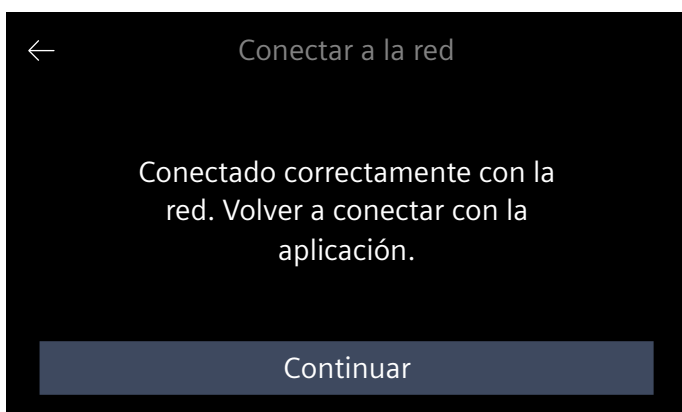 Conectar a la red
Conectado correctamente con la
red. Volver a conectar con la
aplicación.
Continuar